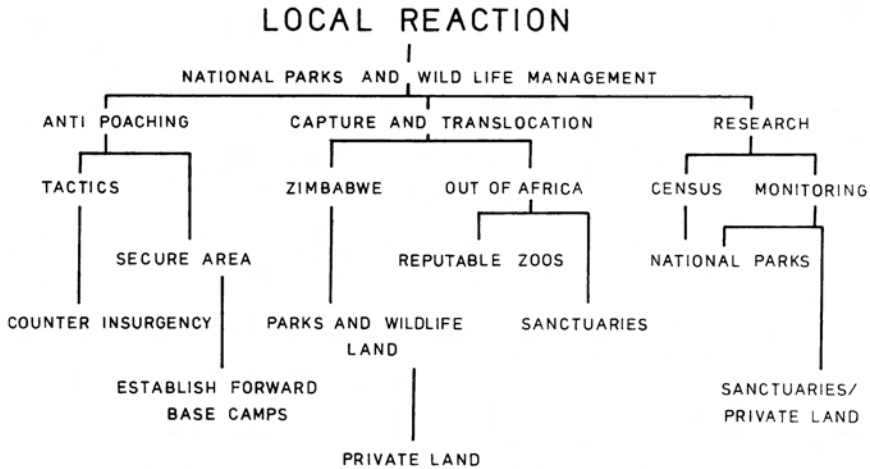 LOCAL REACTION
NATIONAL PARKS AND WILD LIFE MANAGEMENT
ANTI POACHING
CAPTURE AND TRANSLOCATION
RESEARCH
TACTICS
ZIMBABWE
OUT OF AFRICA
CENSUS
MONITORING
SECURE AREA
REPUTABLE ZOOS
NATIONAL PARKS
COUNTER INSURGENCY
PARKS AND WILDLIFE
LAND
SANCTUARIES
ESTABLISH FORWARD
BASE CAMPS
SANCTUARIES/
PRIVATE LAND
PRIVATE LAND